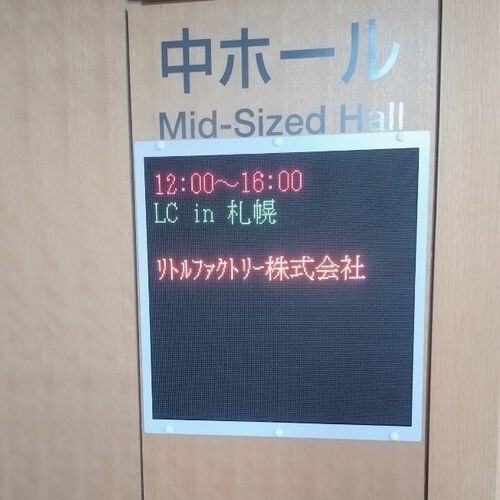 中ホール
Mid-Sized Hall
12:00～16:00
LC in 札幌
ﾘﾄﾙﾌｧｸﾄﾘｰ株式会社